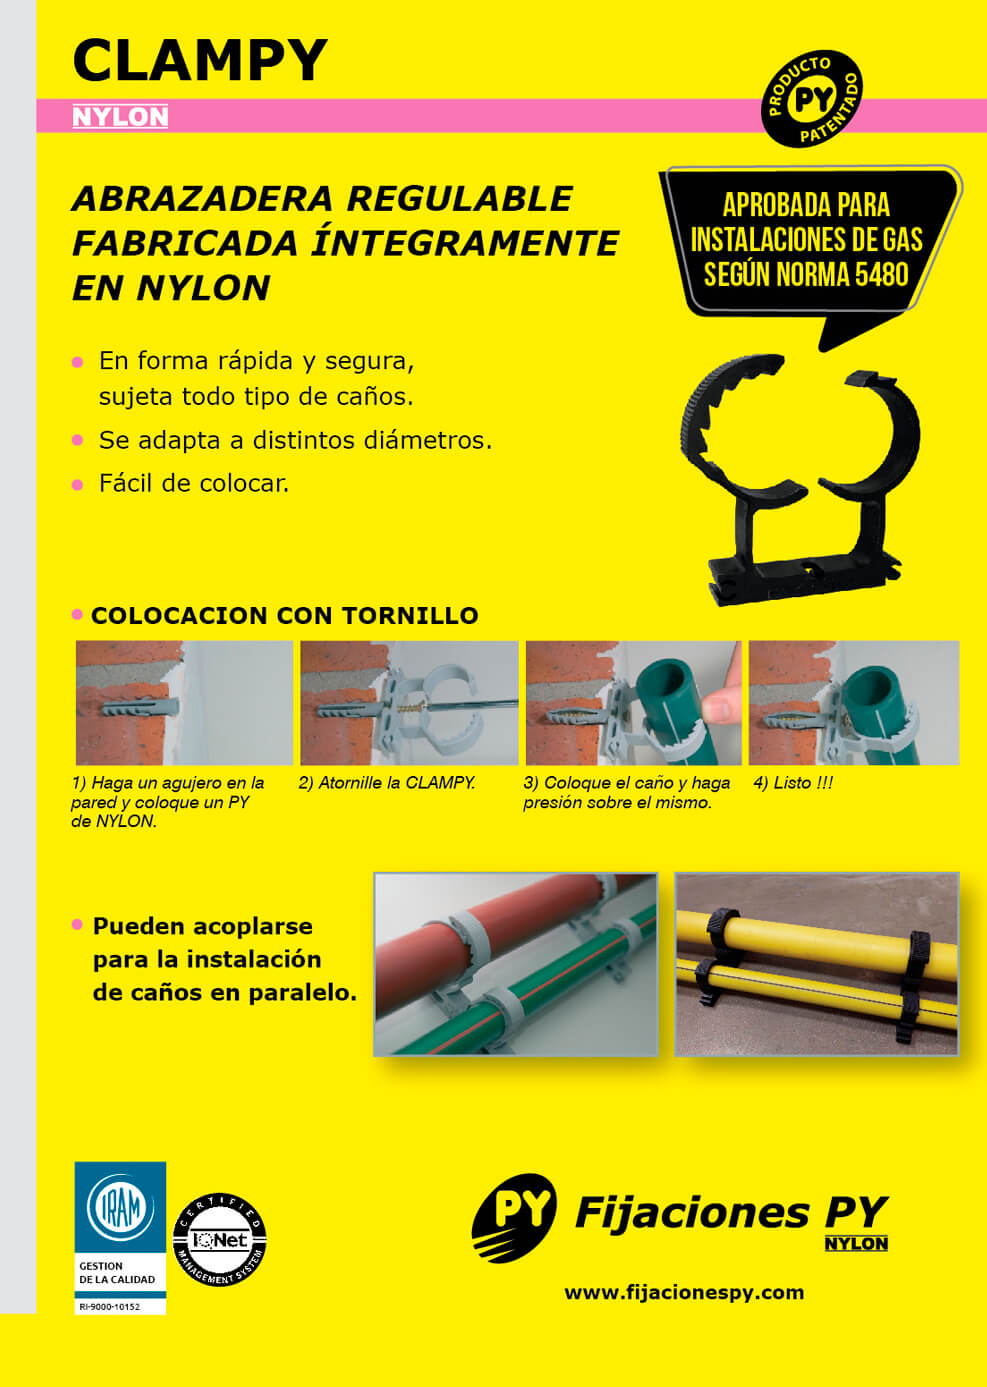 CLAMPY
NYLON
PRODUCTO
PY
PATENTADO
ABRAZADERA REGULABLE
FABRICADA ÍNTEGRAMENTE
EN NYLON
APROBADA PARA
INSTALACIONES DE GAS
SEGÚN NORMA 5480
En forma rápida y segura,
sujeta todo tipo de caños.
Se adapta a distintos diámetros.
Fácil de colocar.
COLOCACION CON TORNILLO
1) Haga un agujero en la
pared y coloque un PY
de NYLON.
2) Atornille la CLAMPY.
3) Coloque el caño y haga
presión sobre el mismo.
4) Listo !!!
Pueden acoplarse
para la instalación
de caños en paralelo.
IRAM
GESTION
DE LA CALIDAD
RI-9000-10152
CERTIFIED
IQNet
MANAGEMENT SYSTEM
PY
Fijaciones PY
NYLON
www.fijacionespy.com